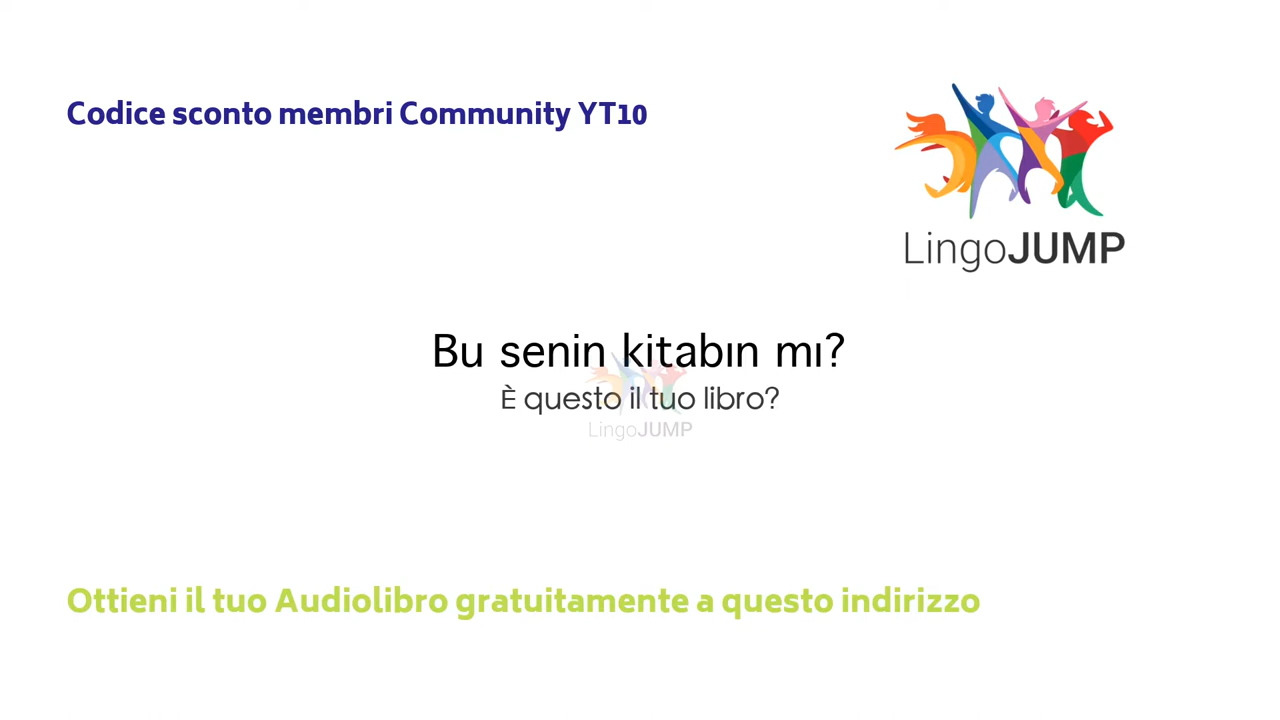 Codice sconto membri Community YT10
LingoJUMP
Bu senin kitabın mı?
È questo il tuo libro?
LingoJUMP
Ottieni il tuo Audiolibro gratuitamente a questo indirizzo